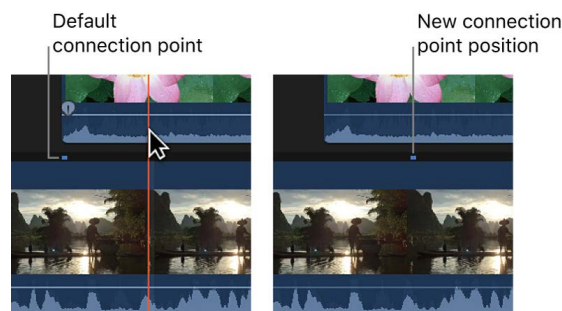 Default
connection point
New connection
point position